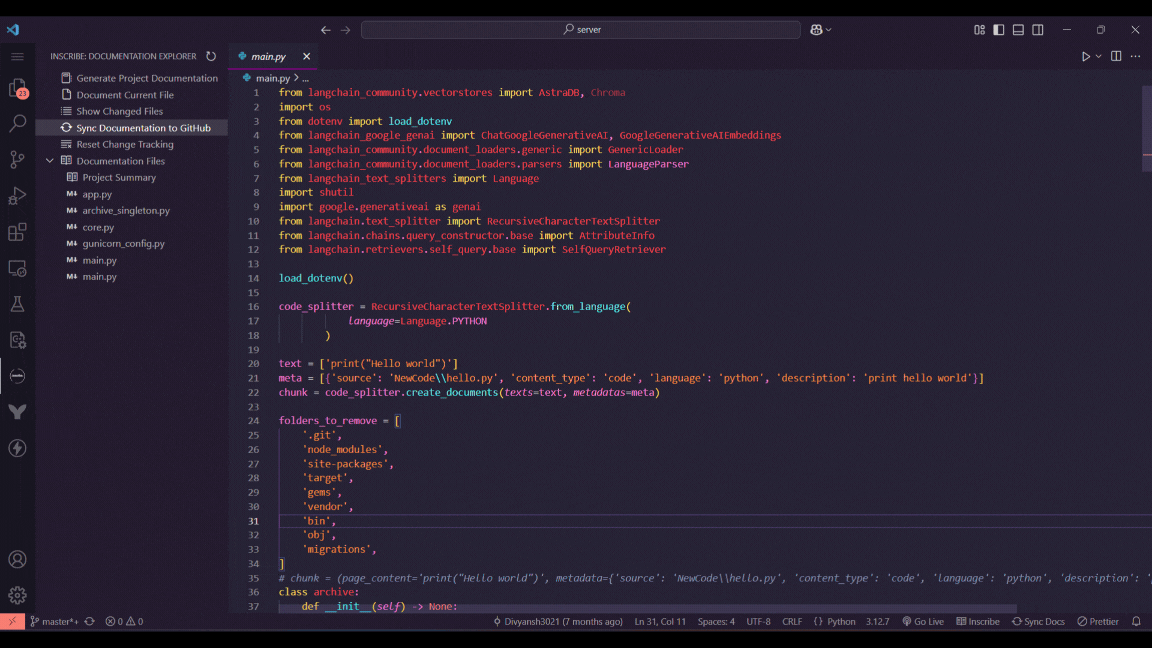 server
INSCRIBE: DOCUMENTATION EXPLORER
Generate Project Documentation
Document Current File
Show Changed Files
Sync Documentation to GitHub
Reset Change Tracking
Documentation Files
Project Summary
M↓ app.py
M↓ archive_singleton.py
M↓ core.py
M↓ gunicorn_config.py
M↓ main.py
M↓ main.py
23
main.py
main.py > ...
1 from langchain_community.vectorstores import AstraDB, Chroma
2 import os
3 from dotenv import load_dotenv
4 from langchain_google_genai import ChatGoogleGenerativeAI, GoogleGenerativeAIEmbeddings
5 from langchain_community.document_loaders.generic import GenericLoader
6 from langchain_community.document_loaders.parsers import LanguageParser
7 from langchain_text_splitters import Language
8 import shutil
9 import google.generativeai as genai
10 from langchain.text_splitter import RecursiveCharacterTextSplitter
11 from langchain.chains.query_constructor.base import AttributeInfo
12 from langchain.retrievers.self_query.base import SelfQueryRetriever
13
14 load_dotenv()
15
16 code_splitter = RecursiveCharacterTextSplitter.from_language(
17 language=Language.PYTHON
18 )
19
20 text = ['print("Hello world")']
21 meta = [{'source': 'NewCode\\hello.py', 'content_type': 'code', 'language': 'python', 'description': 'print hello world'}]
22 chunk = code_splitter.create_documents(texts=text, metadatas=meta)
23
24 folders_to_remove = [
25 '.git',
26 'node_modules',
27 'site-packages',
28 'target',
29 'gems',
30 'vendor',
31 'bin',
32 'obj',
33 'migrations',
34 ]
35 # chunk = (page_content='print("Hello world")', metadata={'source': 'NewCode\\hello.py', 'content_type': 'code', 'language': 'python', 'description':
36 class archive:
37 def __init__(self) -> None:
master*+ 0 0 Divyansh3021 (7 months ago) Ln 31, Col 11 Spaces: 4 UTF-8 CRLF {} Python 3.12.7 Go Live Inscribe Sync Docs Prettier